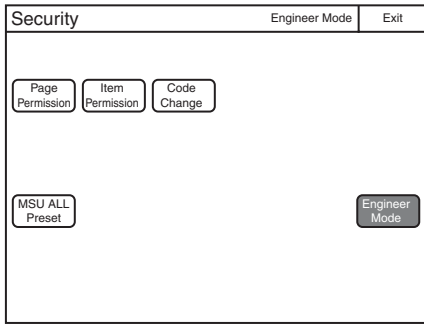 Security Engineer Mode Exit
Page Permission
Item Permission
Code Change
MSU ALL Preset
Engineer Mode